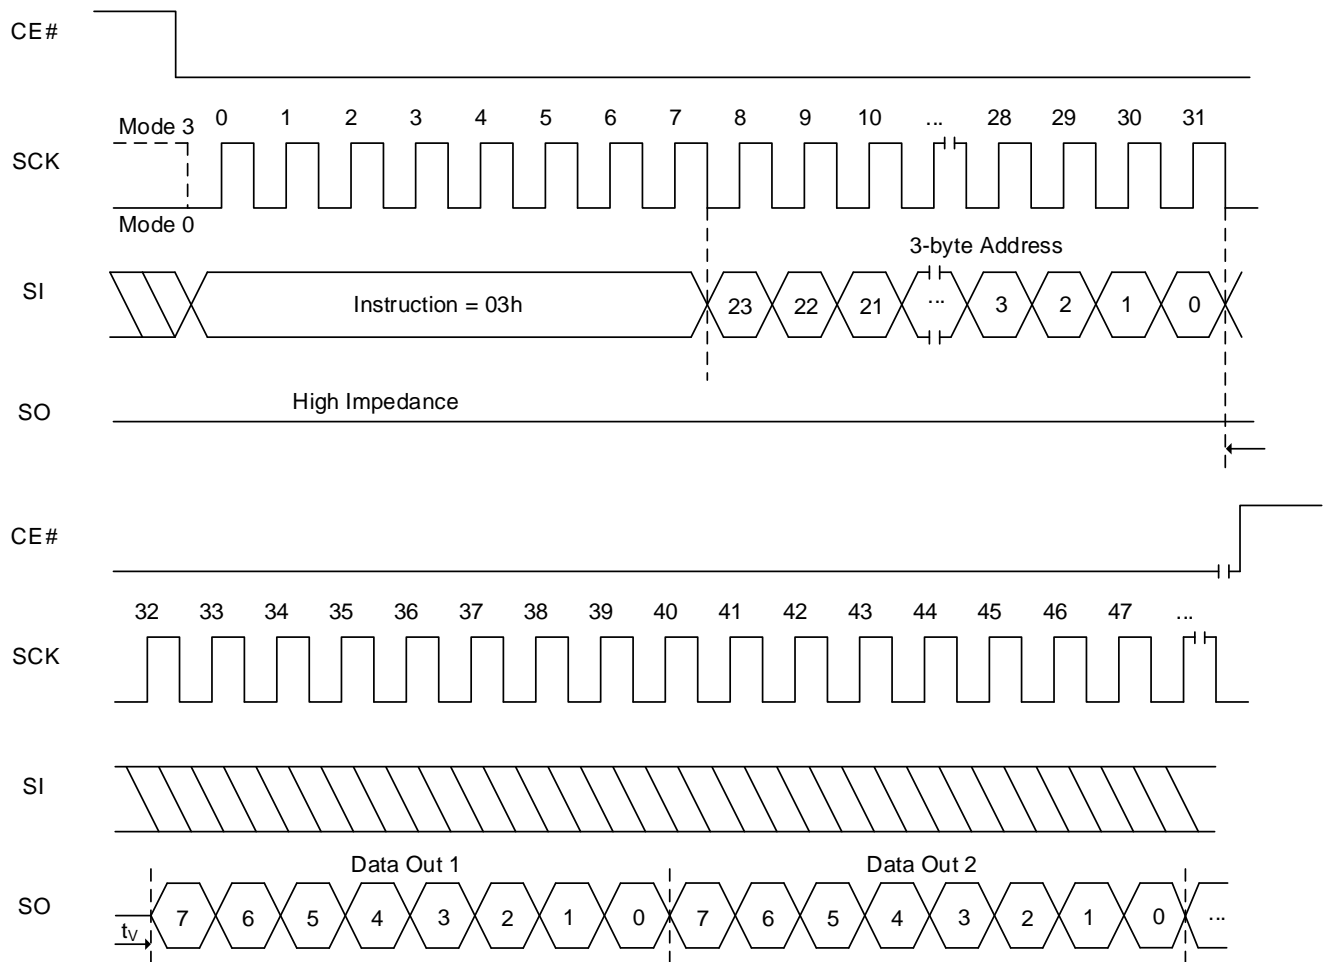 CE#
Mode 3 0 1 2 3 4 5 6 7 8 9 10 ... 28 29 30 31
SCK
Mode 0
3-byte Address
SI Instruction = 03h 23 22 21 ... 3 2 1 0
SO High Impedance
CE#
32 33 34 35 36 37 38 39 40 41 42 43 44 45 46 47 ...
SCK
SI
Data Out 1 Data Out 2
SO 7 6 5 4 3 2 1 0 7 6 5 4 3 2 1 0 ...
tV